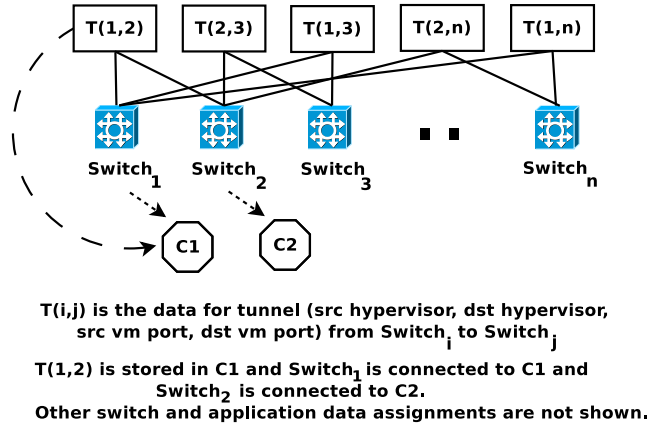 T(1,2) T(2,3) T(1,3) T(2,n) T(1,n)
Switch1 Switch2 Switch3 Switchn
C1 C2
T(i,j) is the data for tunnel (src hypervisor, dst hypervisor,
src vm port, dst vm port) from Switchi to Switchj
T(1,2) is stored in C1 and Switch1 is connected to C1 and
Switch2 is connected to C2.
Other switch and application data assignments are not shown.